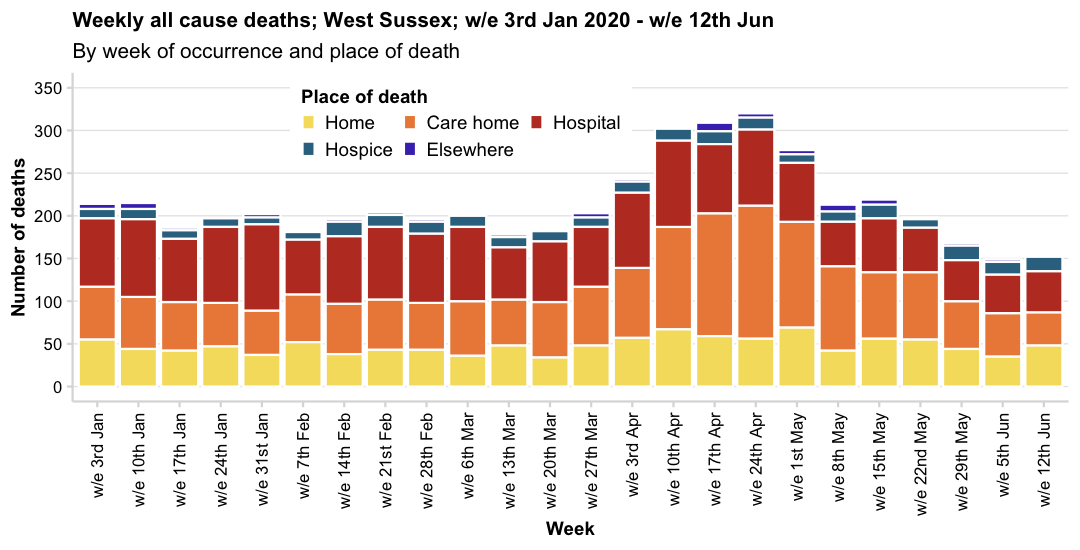 Weekly all cause deaths; West Sussex; w/e 3rd Jan 2020 - w/e 12th Jun
By week of occurrence and place of death
Number of deaths
350
300
250
200
150
100
50
0
Place of death
Home
Care home
Hospital
Hospice
Elsewhere
w/e 3rd Jan
w/e 10th Jan
w/e 17th Jan
w/e 24th Jan
w/e 31st Jan
w/e 7th Feb
w/e 14th Feb
w/e 21st Feb
w/e 28th Feb
w/e 6th Mar
w/e 13th Mar
w/e 20th Mar
w/e 27th Mar
w/e 3rd Apr
w/e 10th Apr
w/e 17th Apr
w/e 24th Apr
w/e 1st May
w/e 8th May
w/e 15th May
w/e 22nd May
w/e 29th May
w/e 5th Jun
w/e 12th Jun
Week